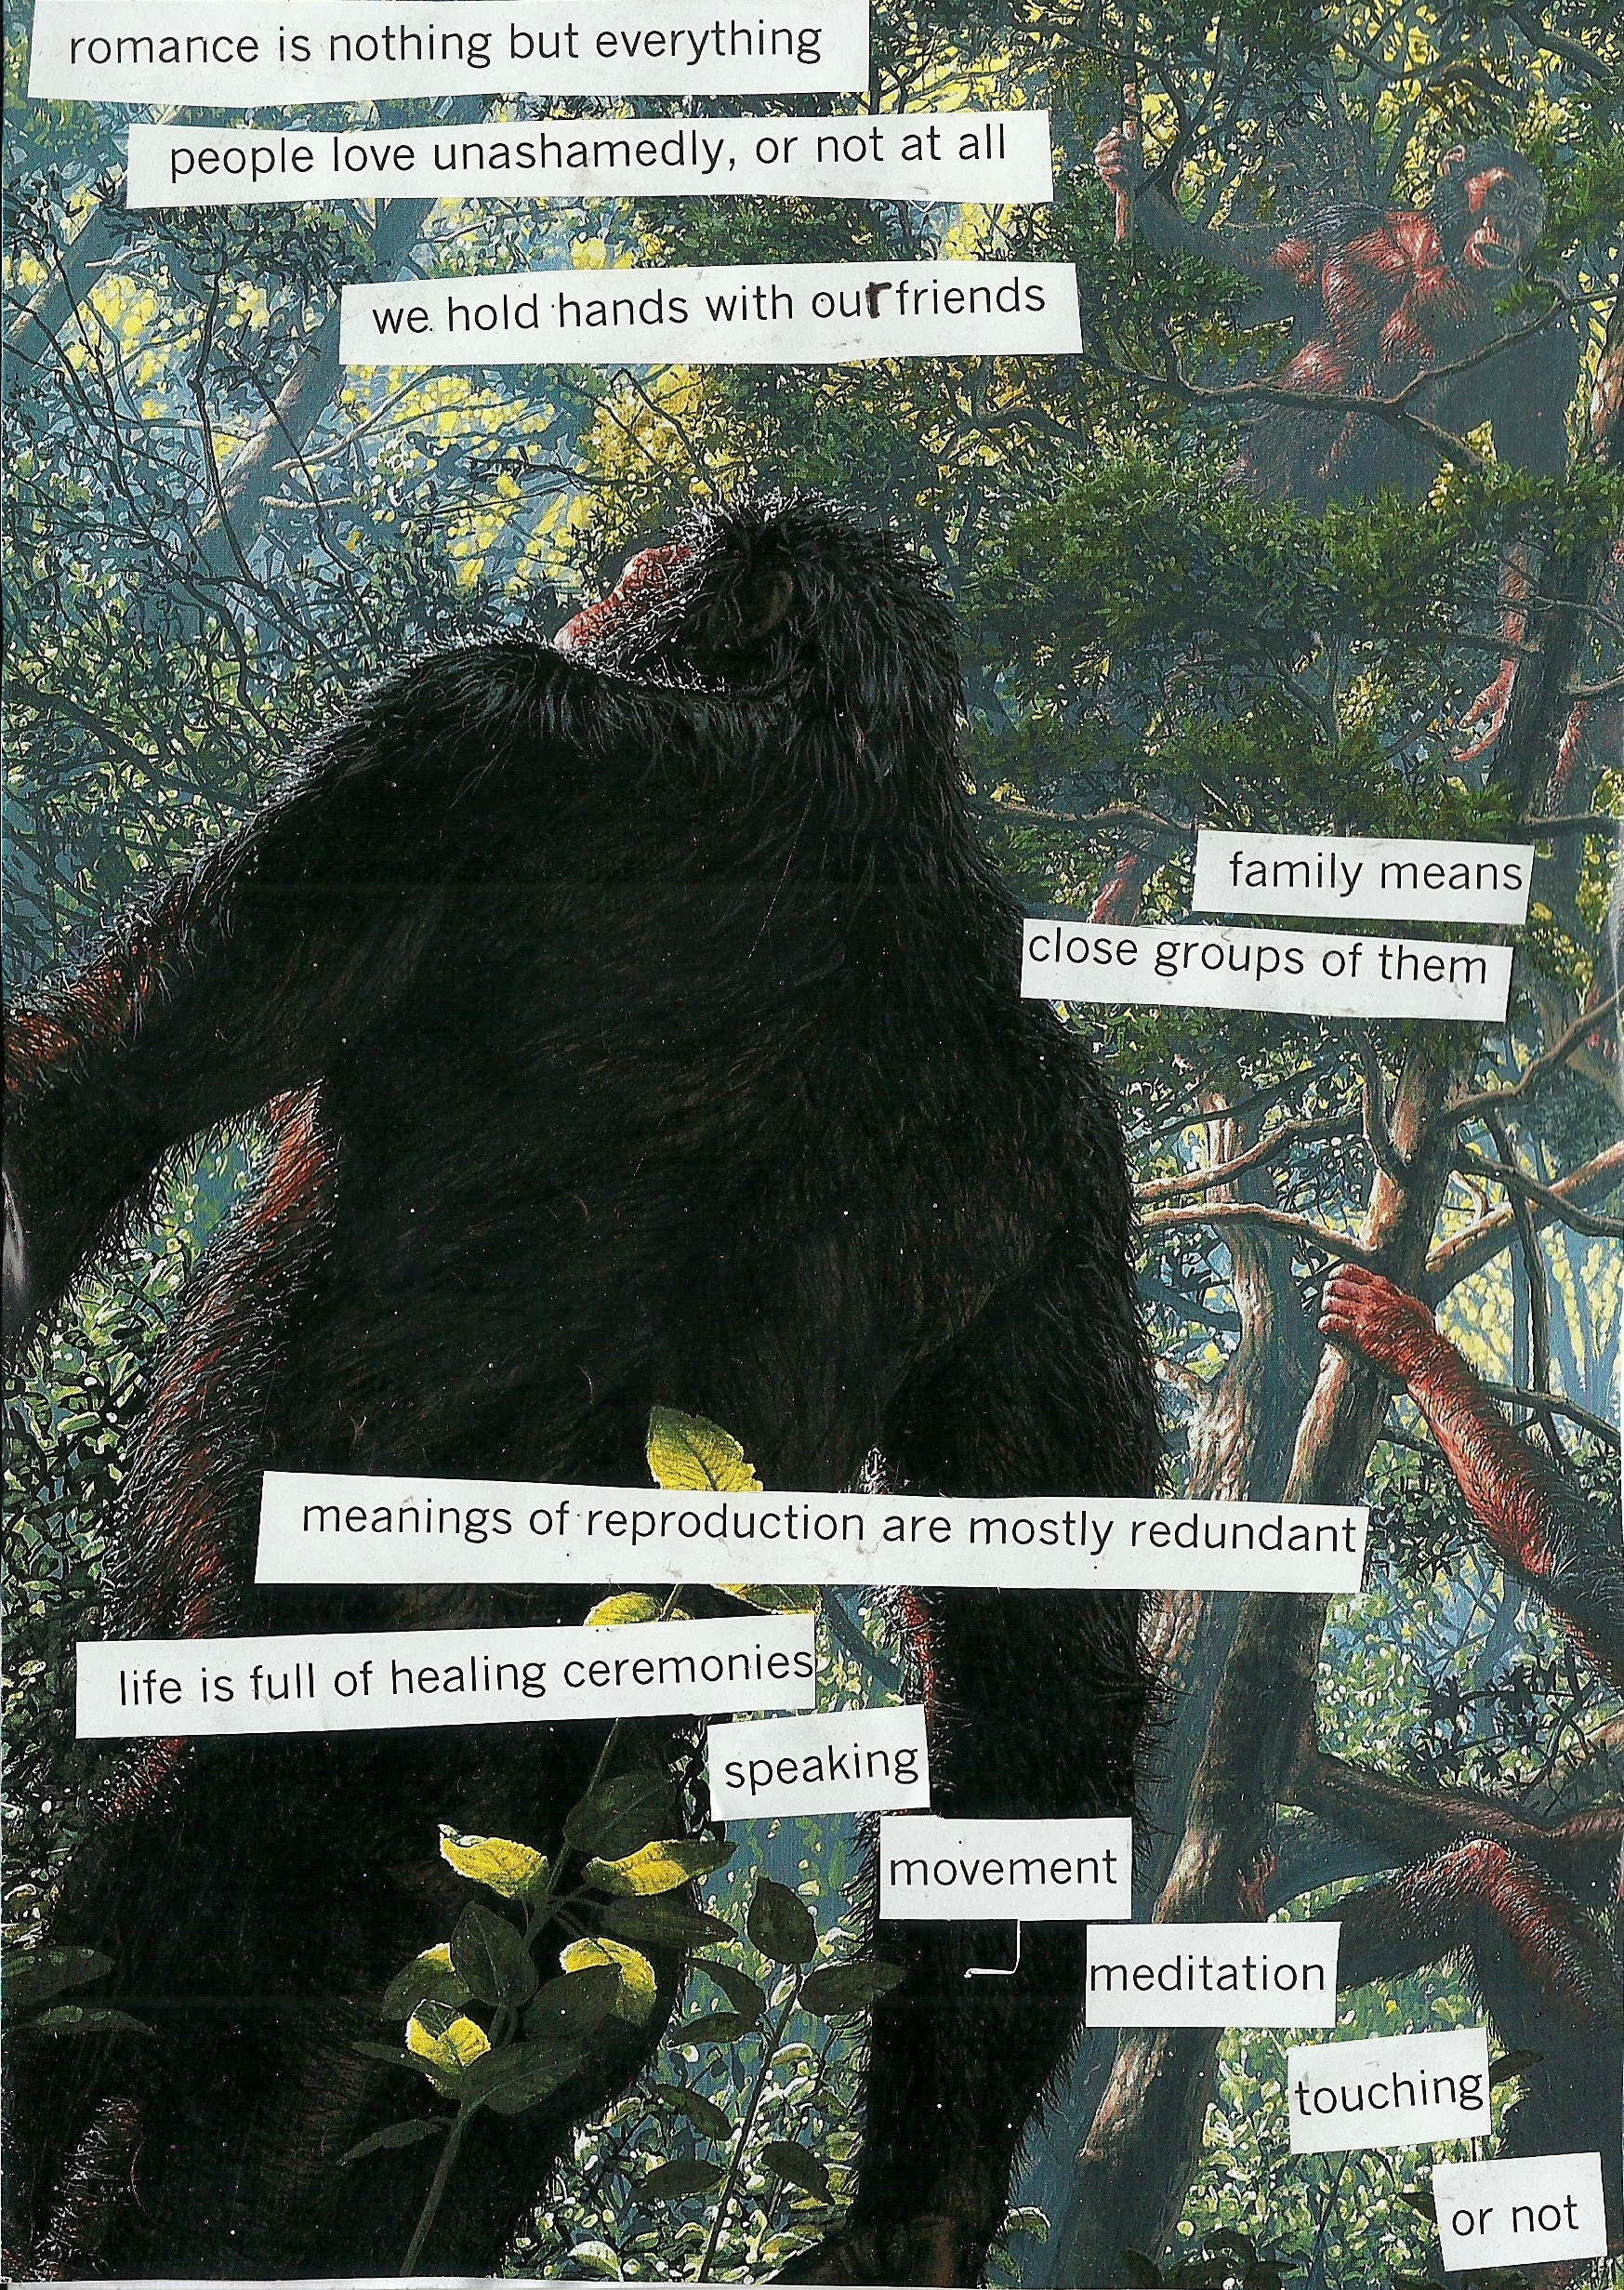 romance is nothing but everything
people love unashamedly, or not at all
we hold hands with our friends
family means
close groups of them
meanings of reproduction are mostly redundant
life is full of healing ceremonies
speaking
movement
meditation
touching
or not